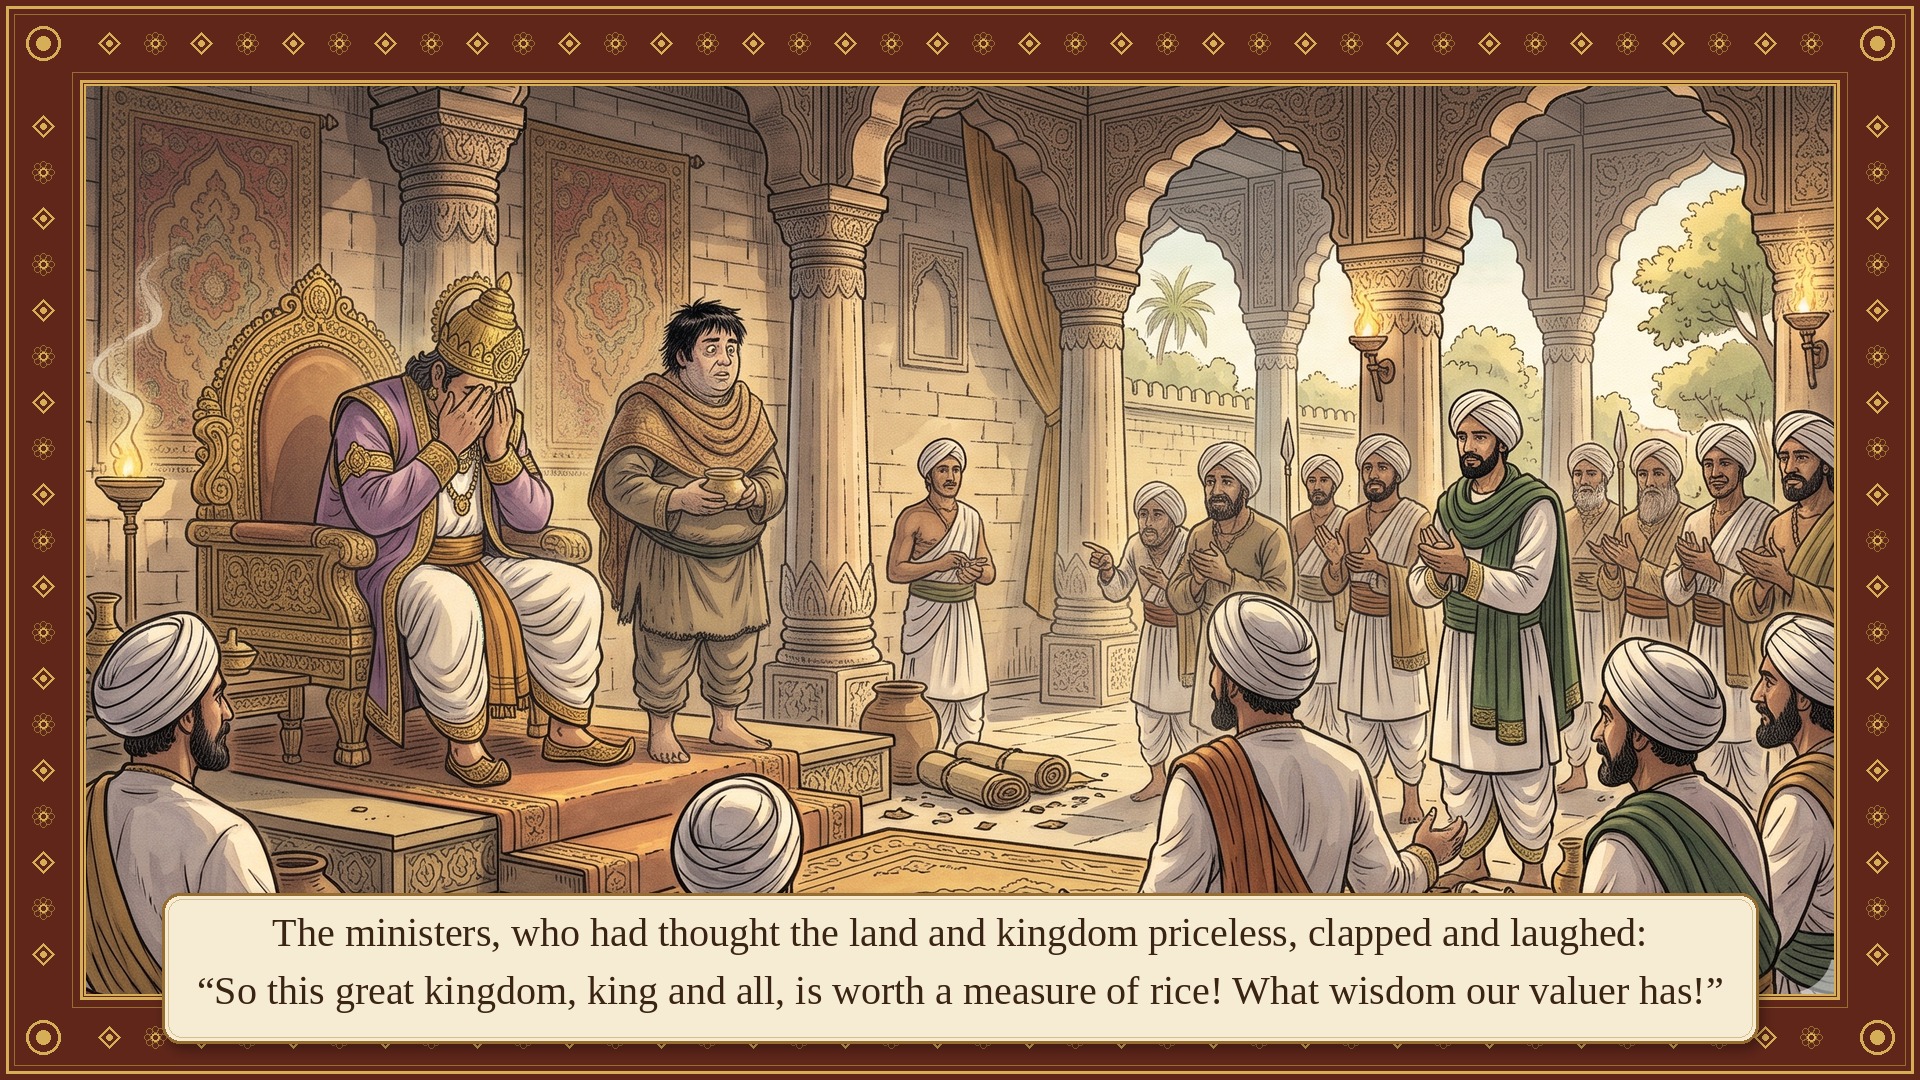 The ministers, who had thought the land and kingdom priceless, clapped and laughed:
“So this great kingdom, king and all, is worth a measure of rice! What wisdom our valuer has!”